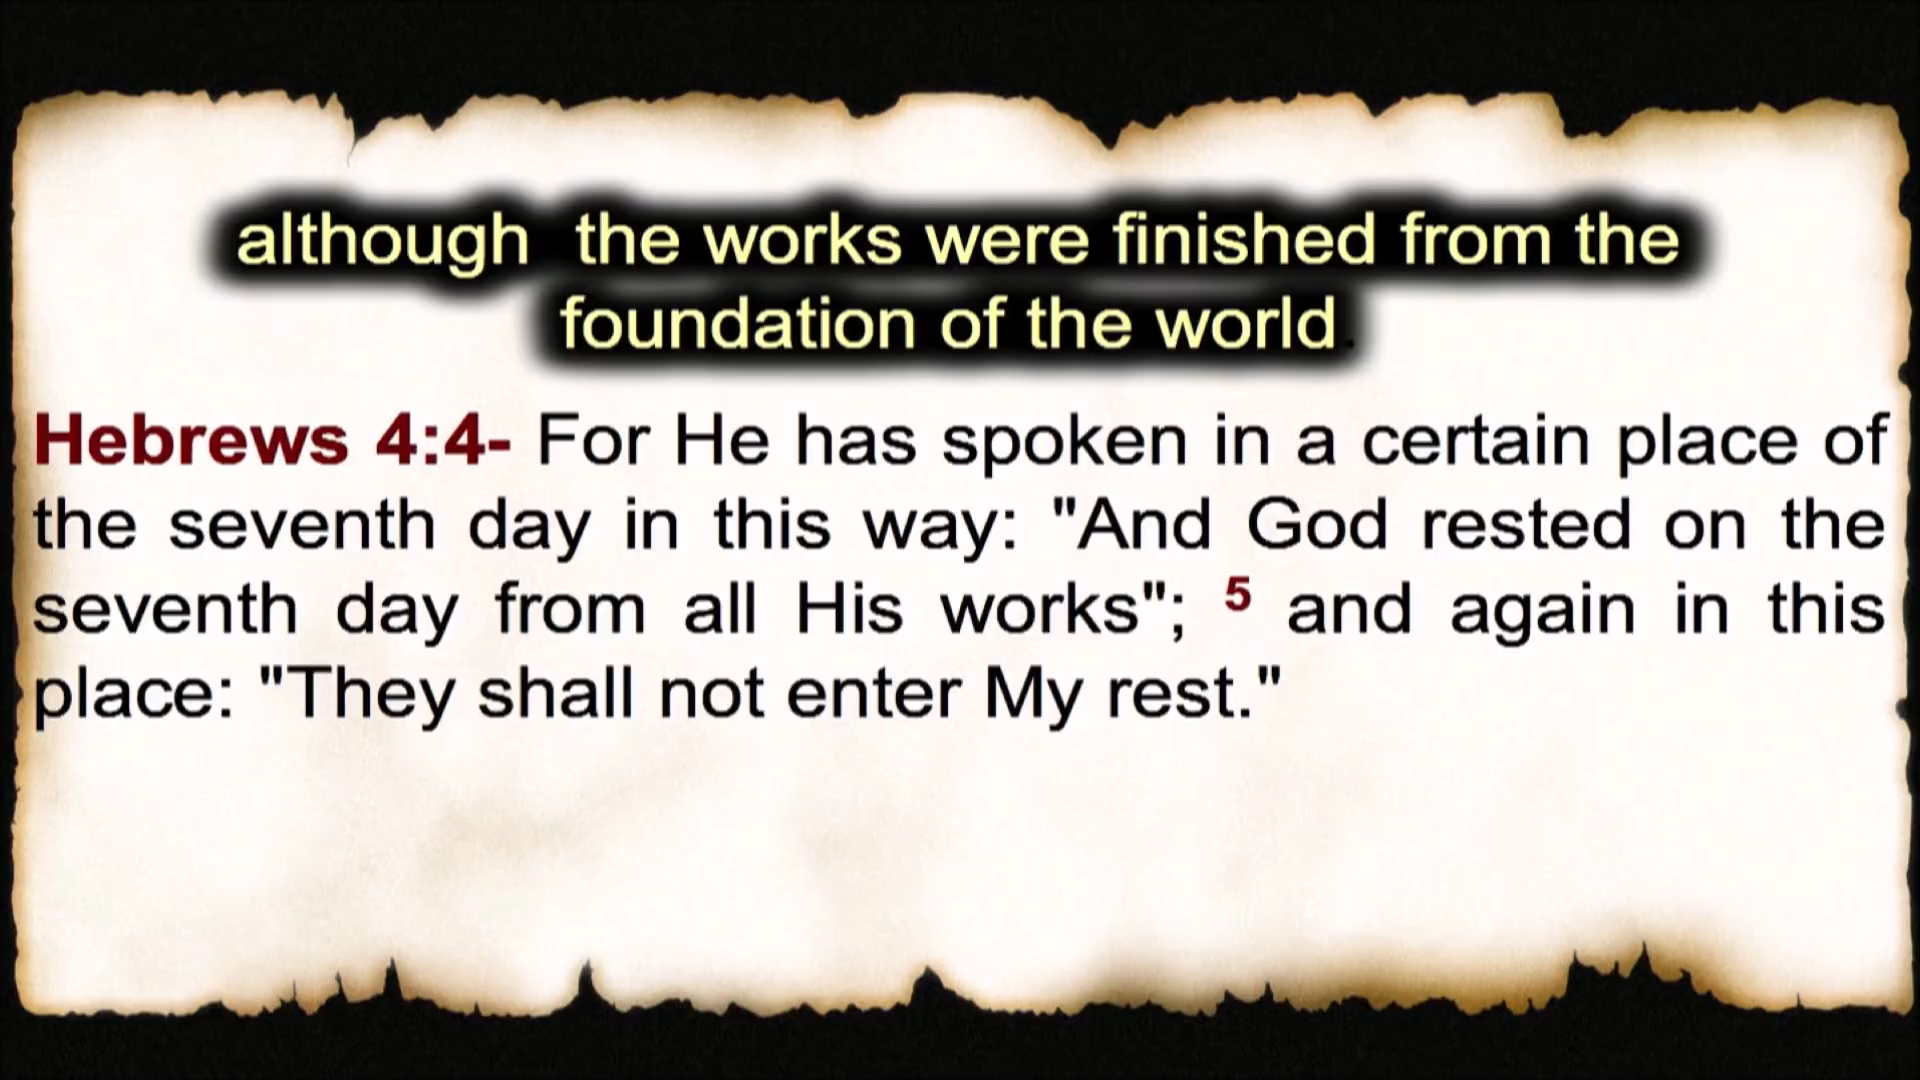 although the works were finished from the
foundation of the world.
Hebrews 4:4- For He has spoken in a certain place of
the seventh day in this way: "And God rested on the
seventh day from all His works"; 5 and again in this
place: "They shall not enter My rest."